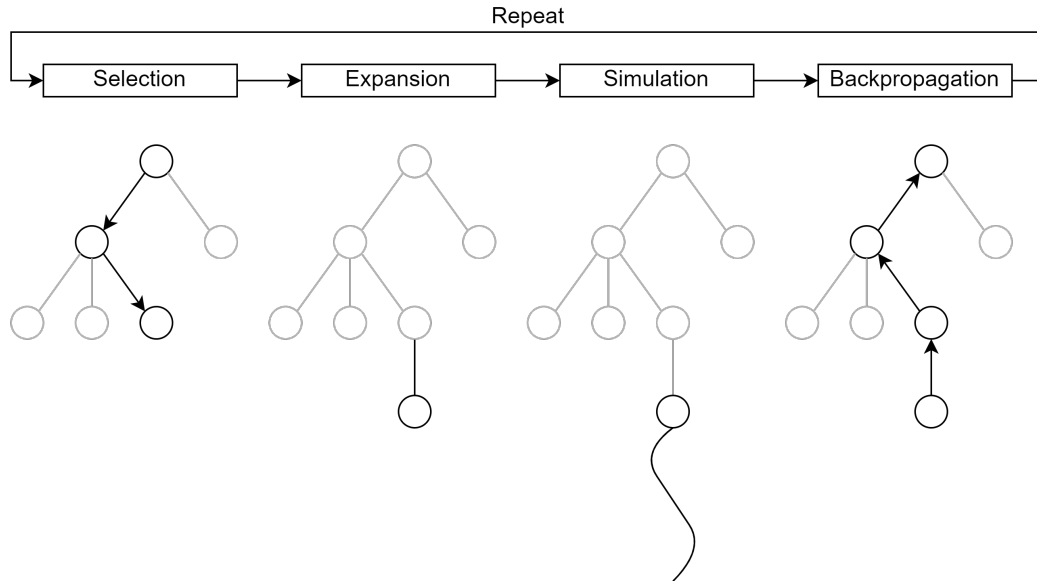 Repeat
Selection
Expansion
Simulation
Backpropagation